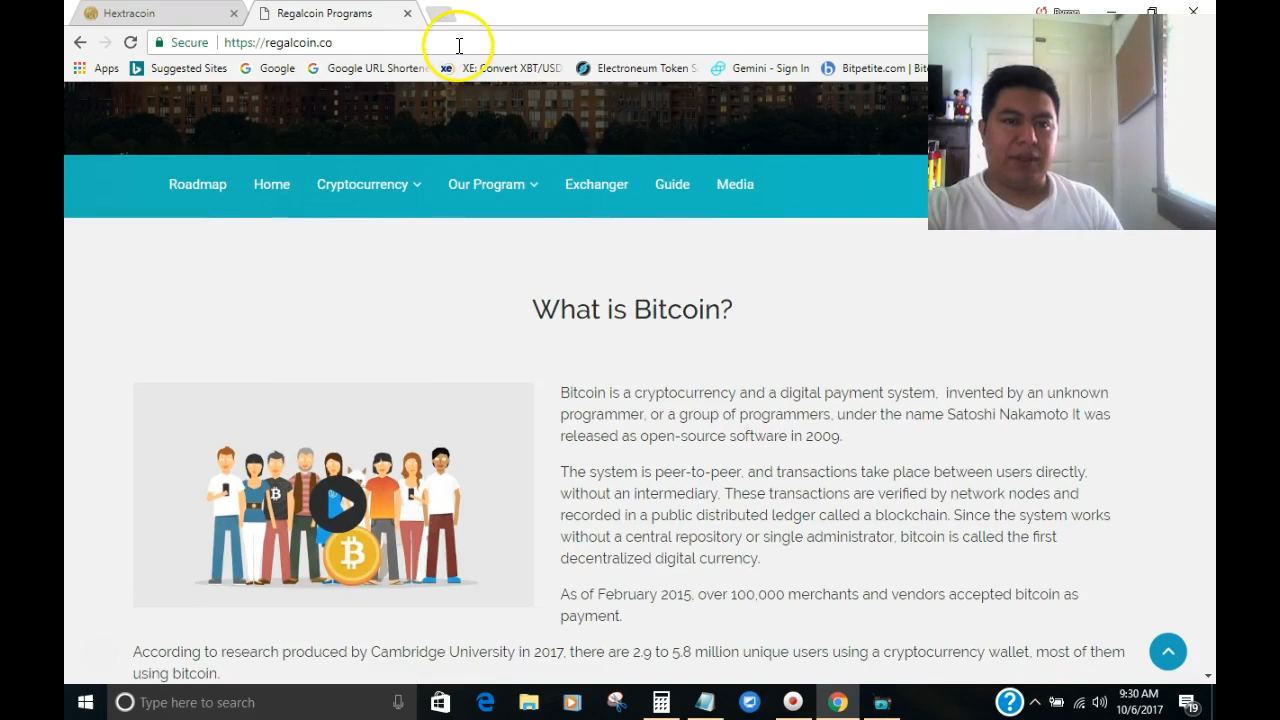 Hextracoin
Regalcoin Programs
Secure
https://regalcoin.co
Apps
Suggested Sites
Google
Google URL Shortene
XE: Convert XBT/USD
Electroneum Token S
Gemini - Sign In
Bitpetite.com | Bit
Roadmap
Home
Cryptocurrency
Our Program
Exchanger
Guide
Media
What is Bitcoin?
Bitcoin is a cryptocurrency and a digital payment system, invented by an unknown
programmer, or a group of programmers, under the name Satoshi Nakamoto It was
released as open-source software in 2009.
The system is peer-to-peer, and transactions take place between users directly,
without an intermediary. These transactions are verified by network nodes and
recorded in a public distributed ledger called a blockchain. Since the system works
without a central repository or single administrator, bitcoin is called the first
decentralized digital currency.
As of February 2015, over 100,000 merchants and vendors accepted bitcoin as
payment.
According to research produced by Cambridge University in 2017, there are 2.9 to 5.8 million unique users using a cryptocurrency wallet, most of them
using bitcoin.
Type here to search
9:30 AM
10/6/2017
19